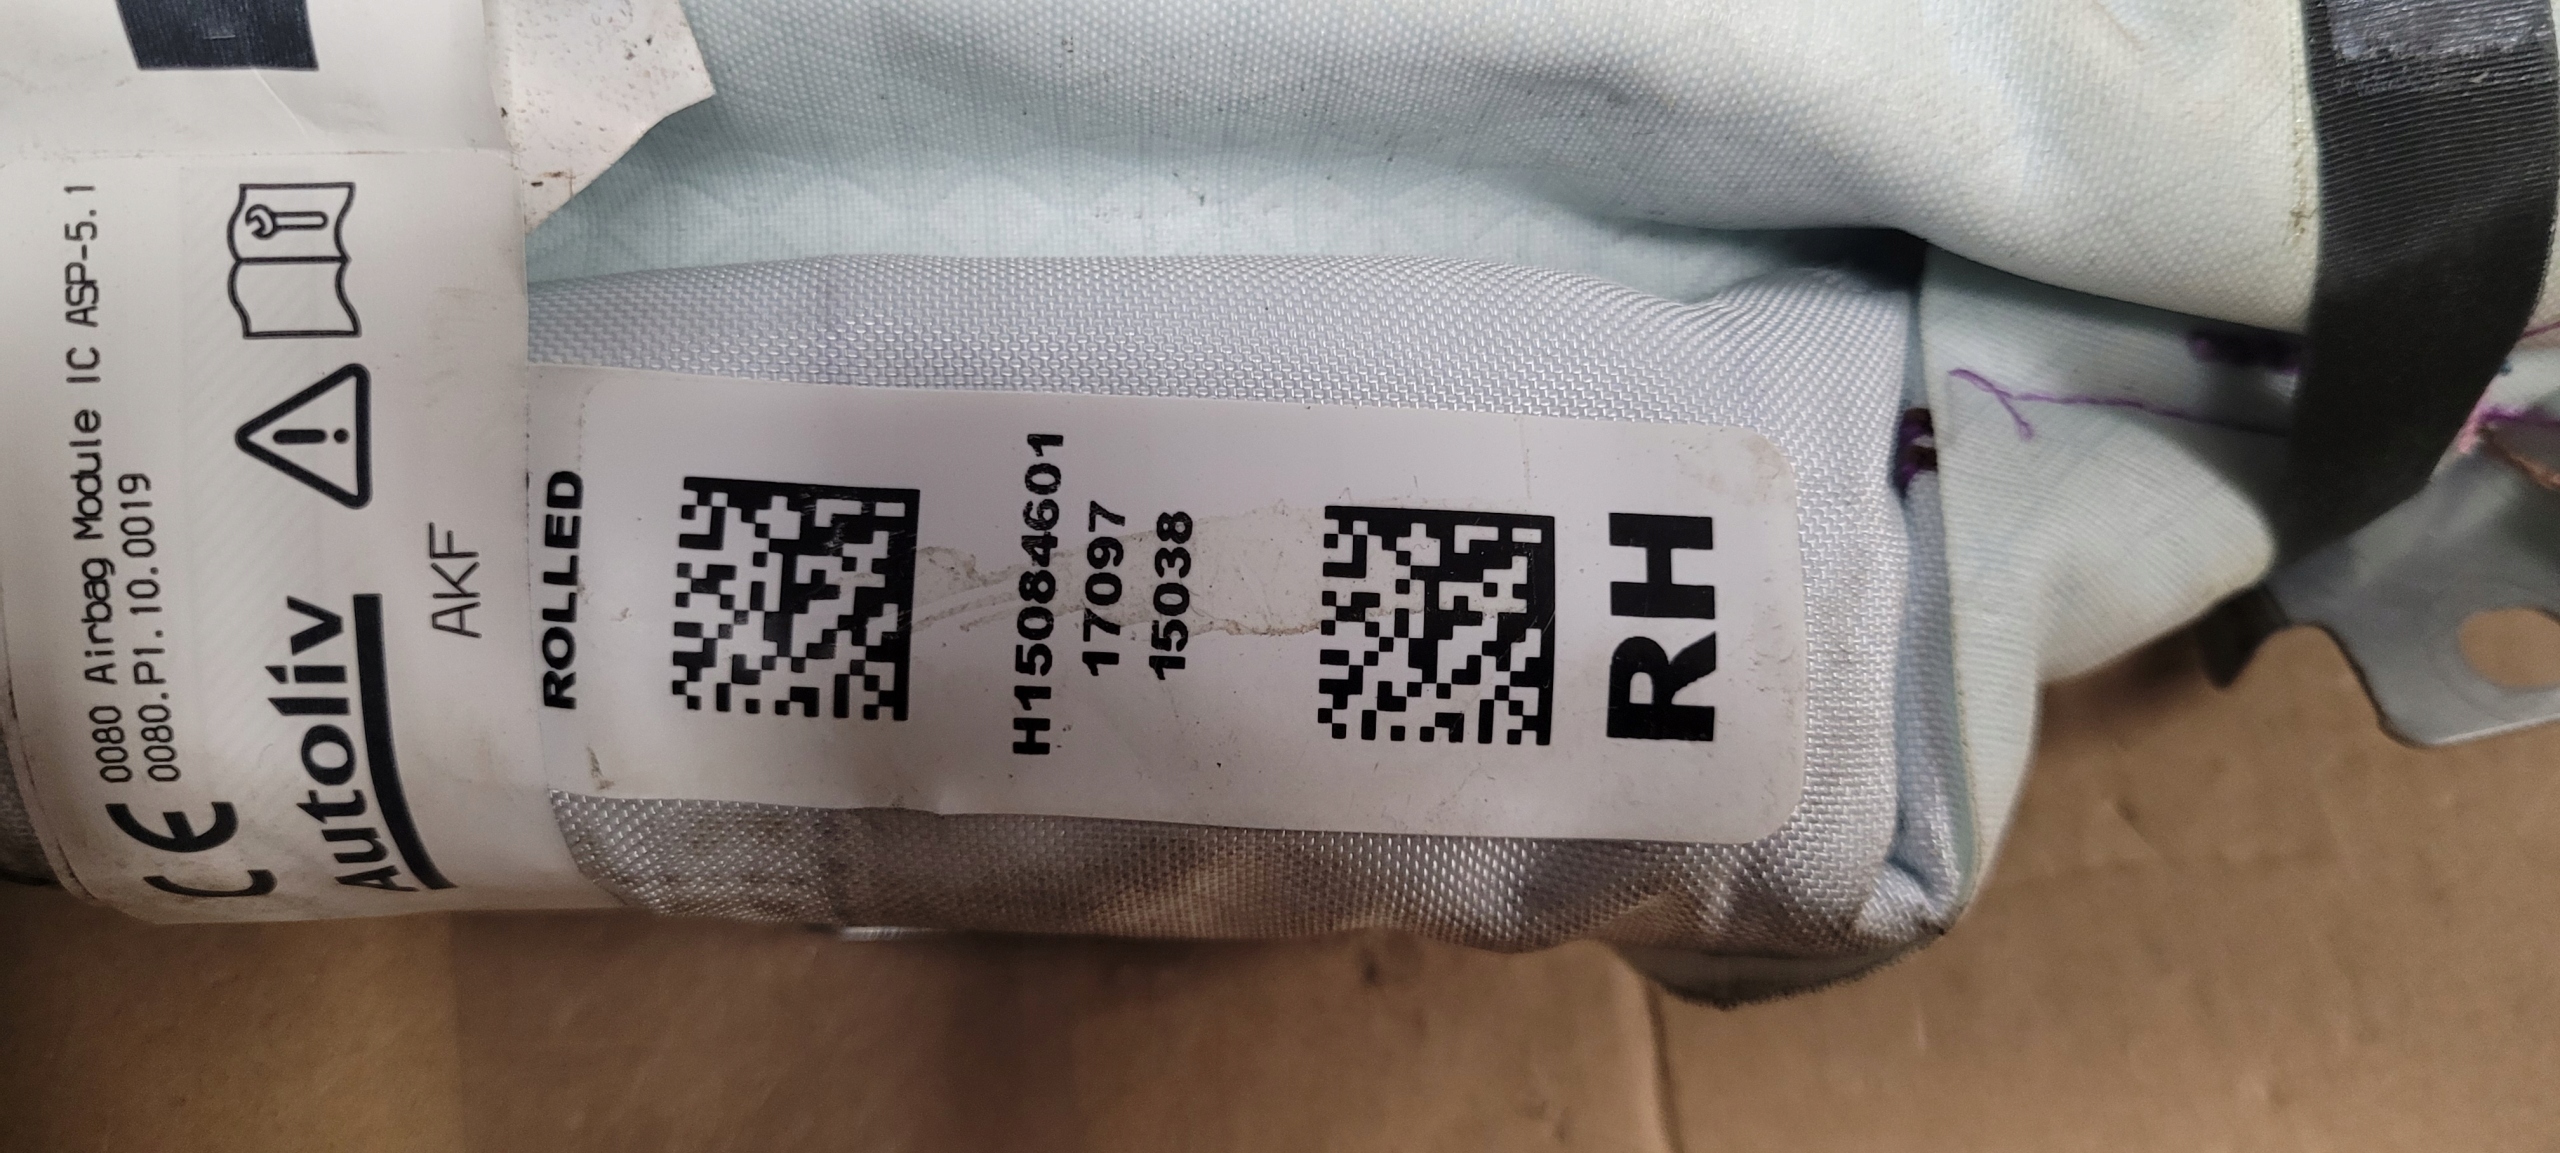 CE 0080 Airbag Module IC ASP-5.1
0080.P1.10.0019
Autoliv
AKF
ROLLED
H15084601
17097
15038
RH